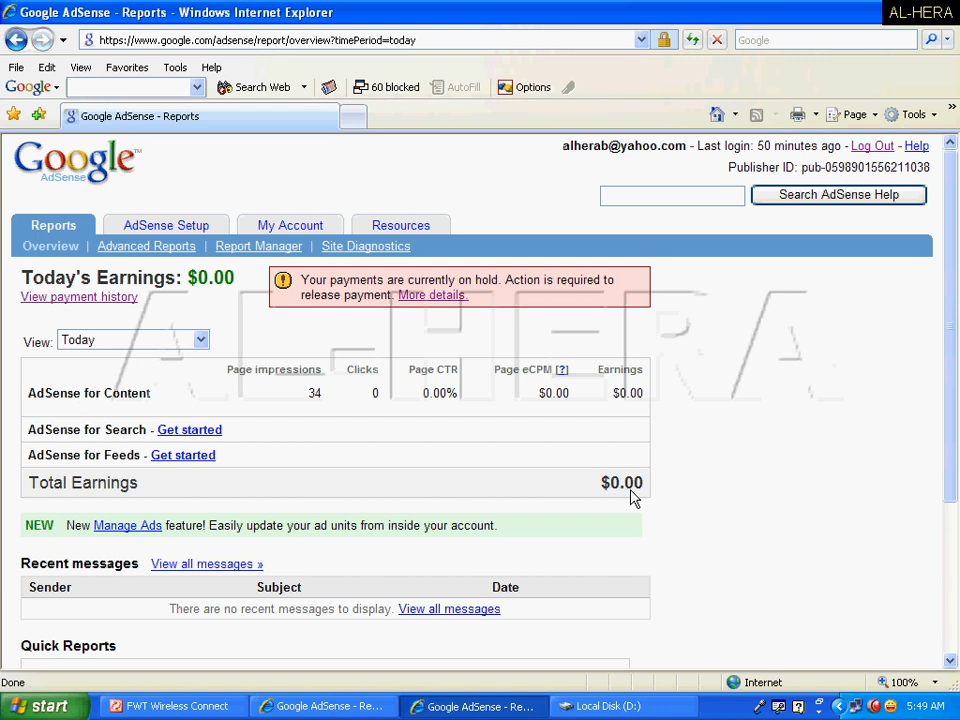 Google AdSense - Reports - Windows Internet Explorer
AL-HERA
https://www.google.com/adsense/report/overview?timePeriod=today
Google
File Edit View Favorites Tools Help
Google Search Web 60 blocked AutoFill Options
Google AdSense - Reports
Page Tools
Google™
AdSense
alherab@yahoo.com - Last login: 50 minutes ago - Log Out - Help
Publisher ID: pub-0598901556211038
Search AdSense Help
Reports AdSense Setup My Account Resources
Overview | Advanced Reports | Report Manager | Site Diagnostics
Today's Earnings: $0.00
View payment history
Your payments are currently on hold. Action is required to
release payment. More details.
AL-HERA
View: Today
Page impressions Clicks Page CTR Page eCPM [?] Earnings
AdSense for Content 34 0 0.00% $0.00 $0.00
AdSense for Search - Get started
AdSense for Feeds - Get started
Total Earnings $0.00
NEW New Manage Ads feature! Easily update your ad units from inside your account.
Recent messages View all messages »
Sender Subject Date
There are no recent messages to display. View all messages
Quick Reports
Done Internet 100%
start FWT Wireless Connect Google AdSense - Re... Google AdSense - Re... Local Disk (D:) 5:49 AM